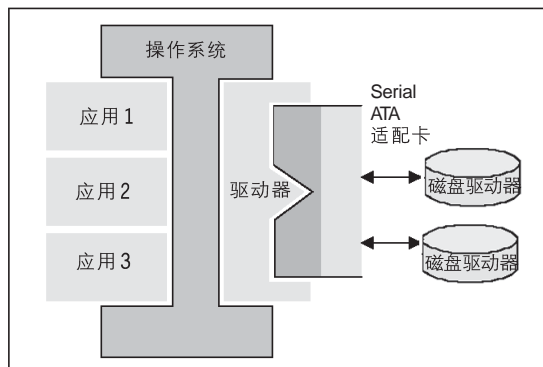 操作系统
应用1
应用2
应用3
驱动器
Serial
ATA
适配卡
磁盘驱动器
磁盘驱动器